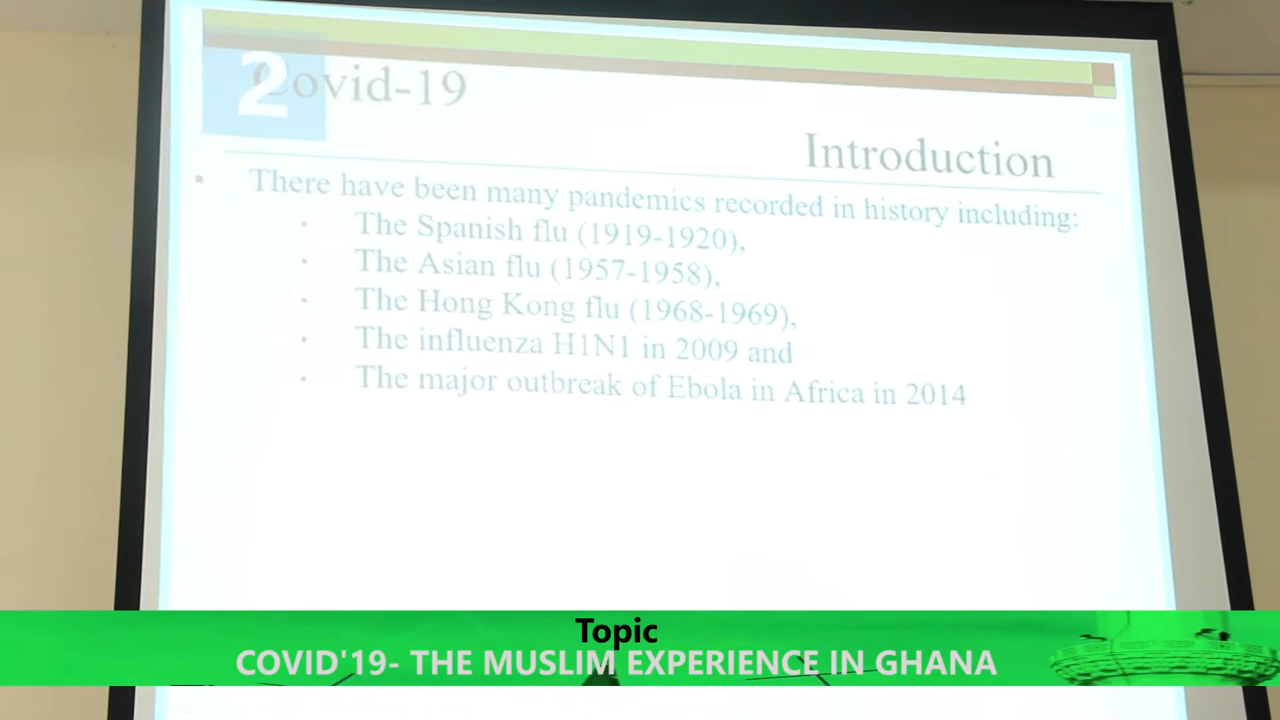 2
Covid-19
Introduction
There have been many pandemics recorded in history including:
The Spanish flu (1919-1920),
The Asian flu (1957-1958),
The Hong Kong flu (1968-1969),
The influenza H1N1 in 2009 and
The major outbreak of Ebola in Africa in 2014
Topic
COVID'19- THE MUSLIM EXPERIENCE IN GHANA